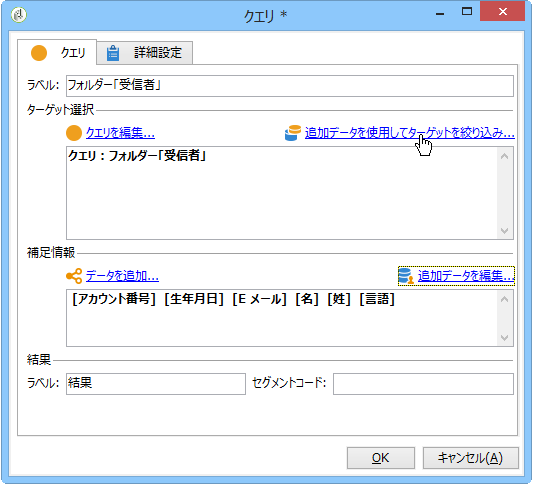 クエリ *
クエリ 詳細設定
ラベル: フォルダー「受信者」
ターゲット選択
クエリを編集... 追加データを使用してターゲットを絞り込み...
クエリ : フォルダー「受信者」
補足情報
データを追加... 追加データを編集...
[アカウント番号] [生年月日] [E メール] [名] [姓] [言語]
結果
ラベル: 結果 セグメントコード:
OK キャンセル(A)